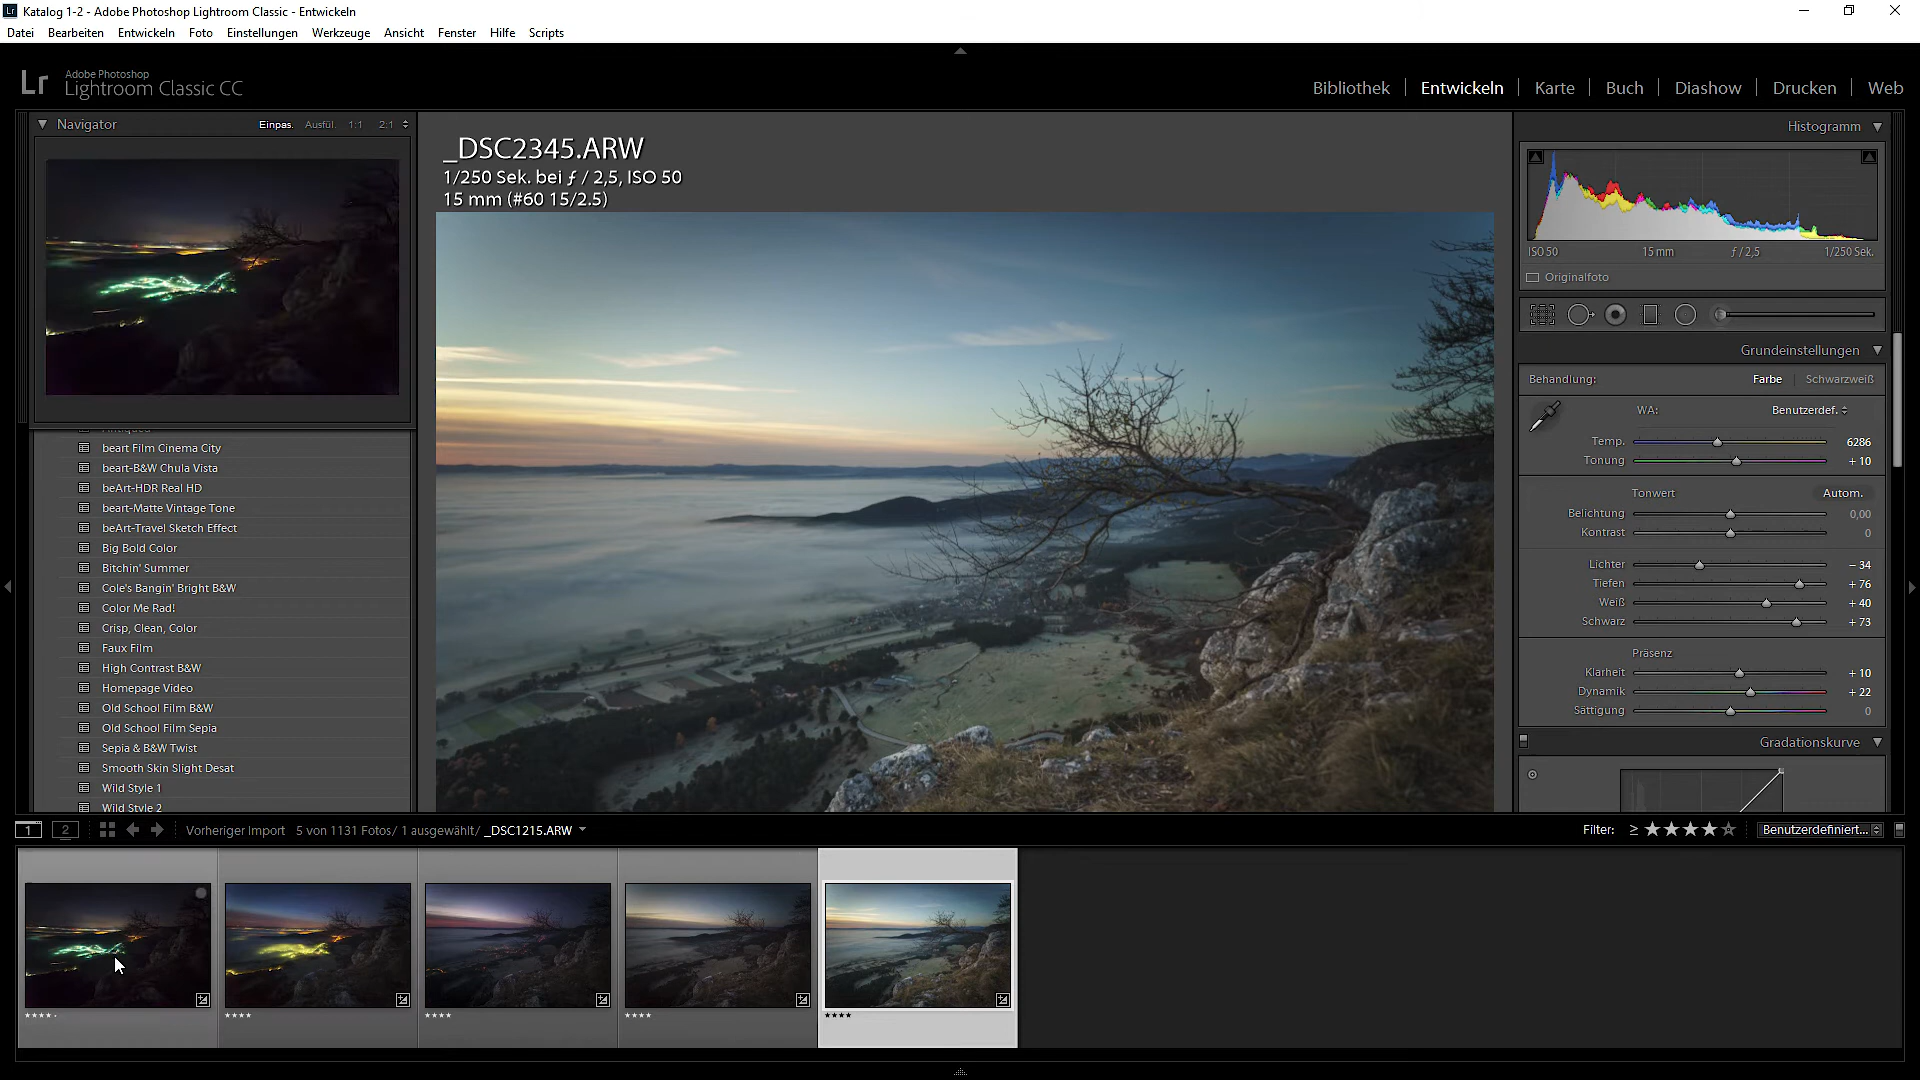 Katalog 1-2 - Adobe Photoshop Lightroom Classic - Entwickeln
Datei Bearbeiten Entwickeln Foto Einstellungen Werkzeuge Ansicht Fenster Hilfe Scripts
Lr Adobe Photoshop
Lightroom Classic CC
Bibliothek Entwickeln Karte Buch Diashow Drucken Web
Navigator Einpas. Ausfül. 1:1 2:1
Histogramm
_DSC2345.ARW
1/250 Sek. bei ƒ / 2,5, ISO 50
15 mm (#60 15/2.5)
ISO 50 15 mm ƒ / 2,5 1/250 Sek.
Originalfoto
Grundeinstellungen
Behandlung: Farbe Schwarzweiß
WA: Benutzerdef.
Temp. 6286
Tonung + 10
Tonwert Autom.
Belichtung 0,00
Kontrast 0
Lichter − 34
Tiefen + 76
Weiß + 40
Schwarz + 73
Präsenz
Klarheit + 10
Dynamik + 22
Sättigung 0
Gradationskurve
beart Film Cinema City
beart-B&W Chula Vista
beArt-HDR Real HD
beart-Matte Vintage Tone
beArt-Travel Sketch Effect
Big Bold Color
Bitchin' Summer
Cole's Bangin' Bright B&W
Color Me Rad!
Crisp, Clean, Color
Faux Film
High Contrast B&W
Homepage Video
Old School Film B&W
Old School Film Sepia
Sepia & B&W Twist
Smooth Skin Slight Desat
Wild Style 1
Wild Style 2
1 2 Vorheriger Import 5 von 1131 Fotos/ 1 ausgewählt/ _DSC1215.ARW
Filter: ≥ ★★★★☆ Benutzerdefiniert...